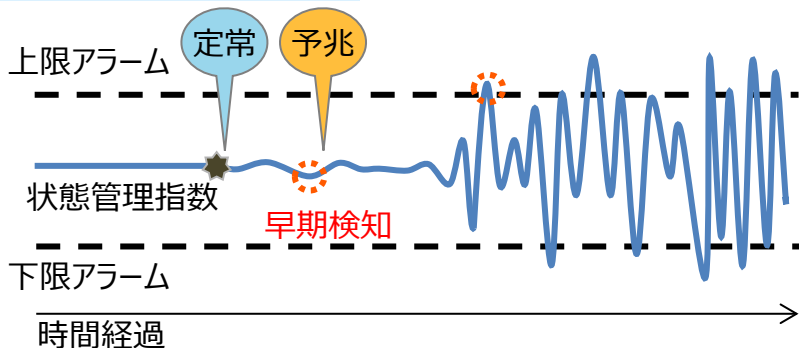 定常
予兆
上限アラーム
状態管理指数
早期検知
下限アラーム
時間経過